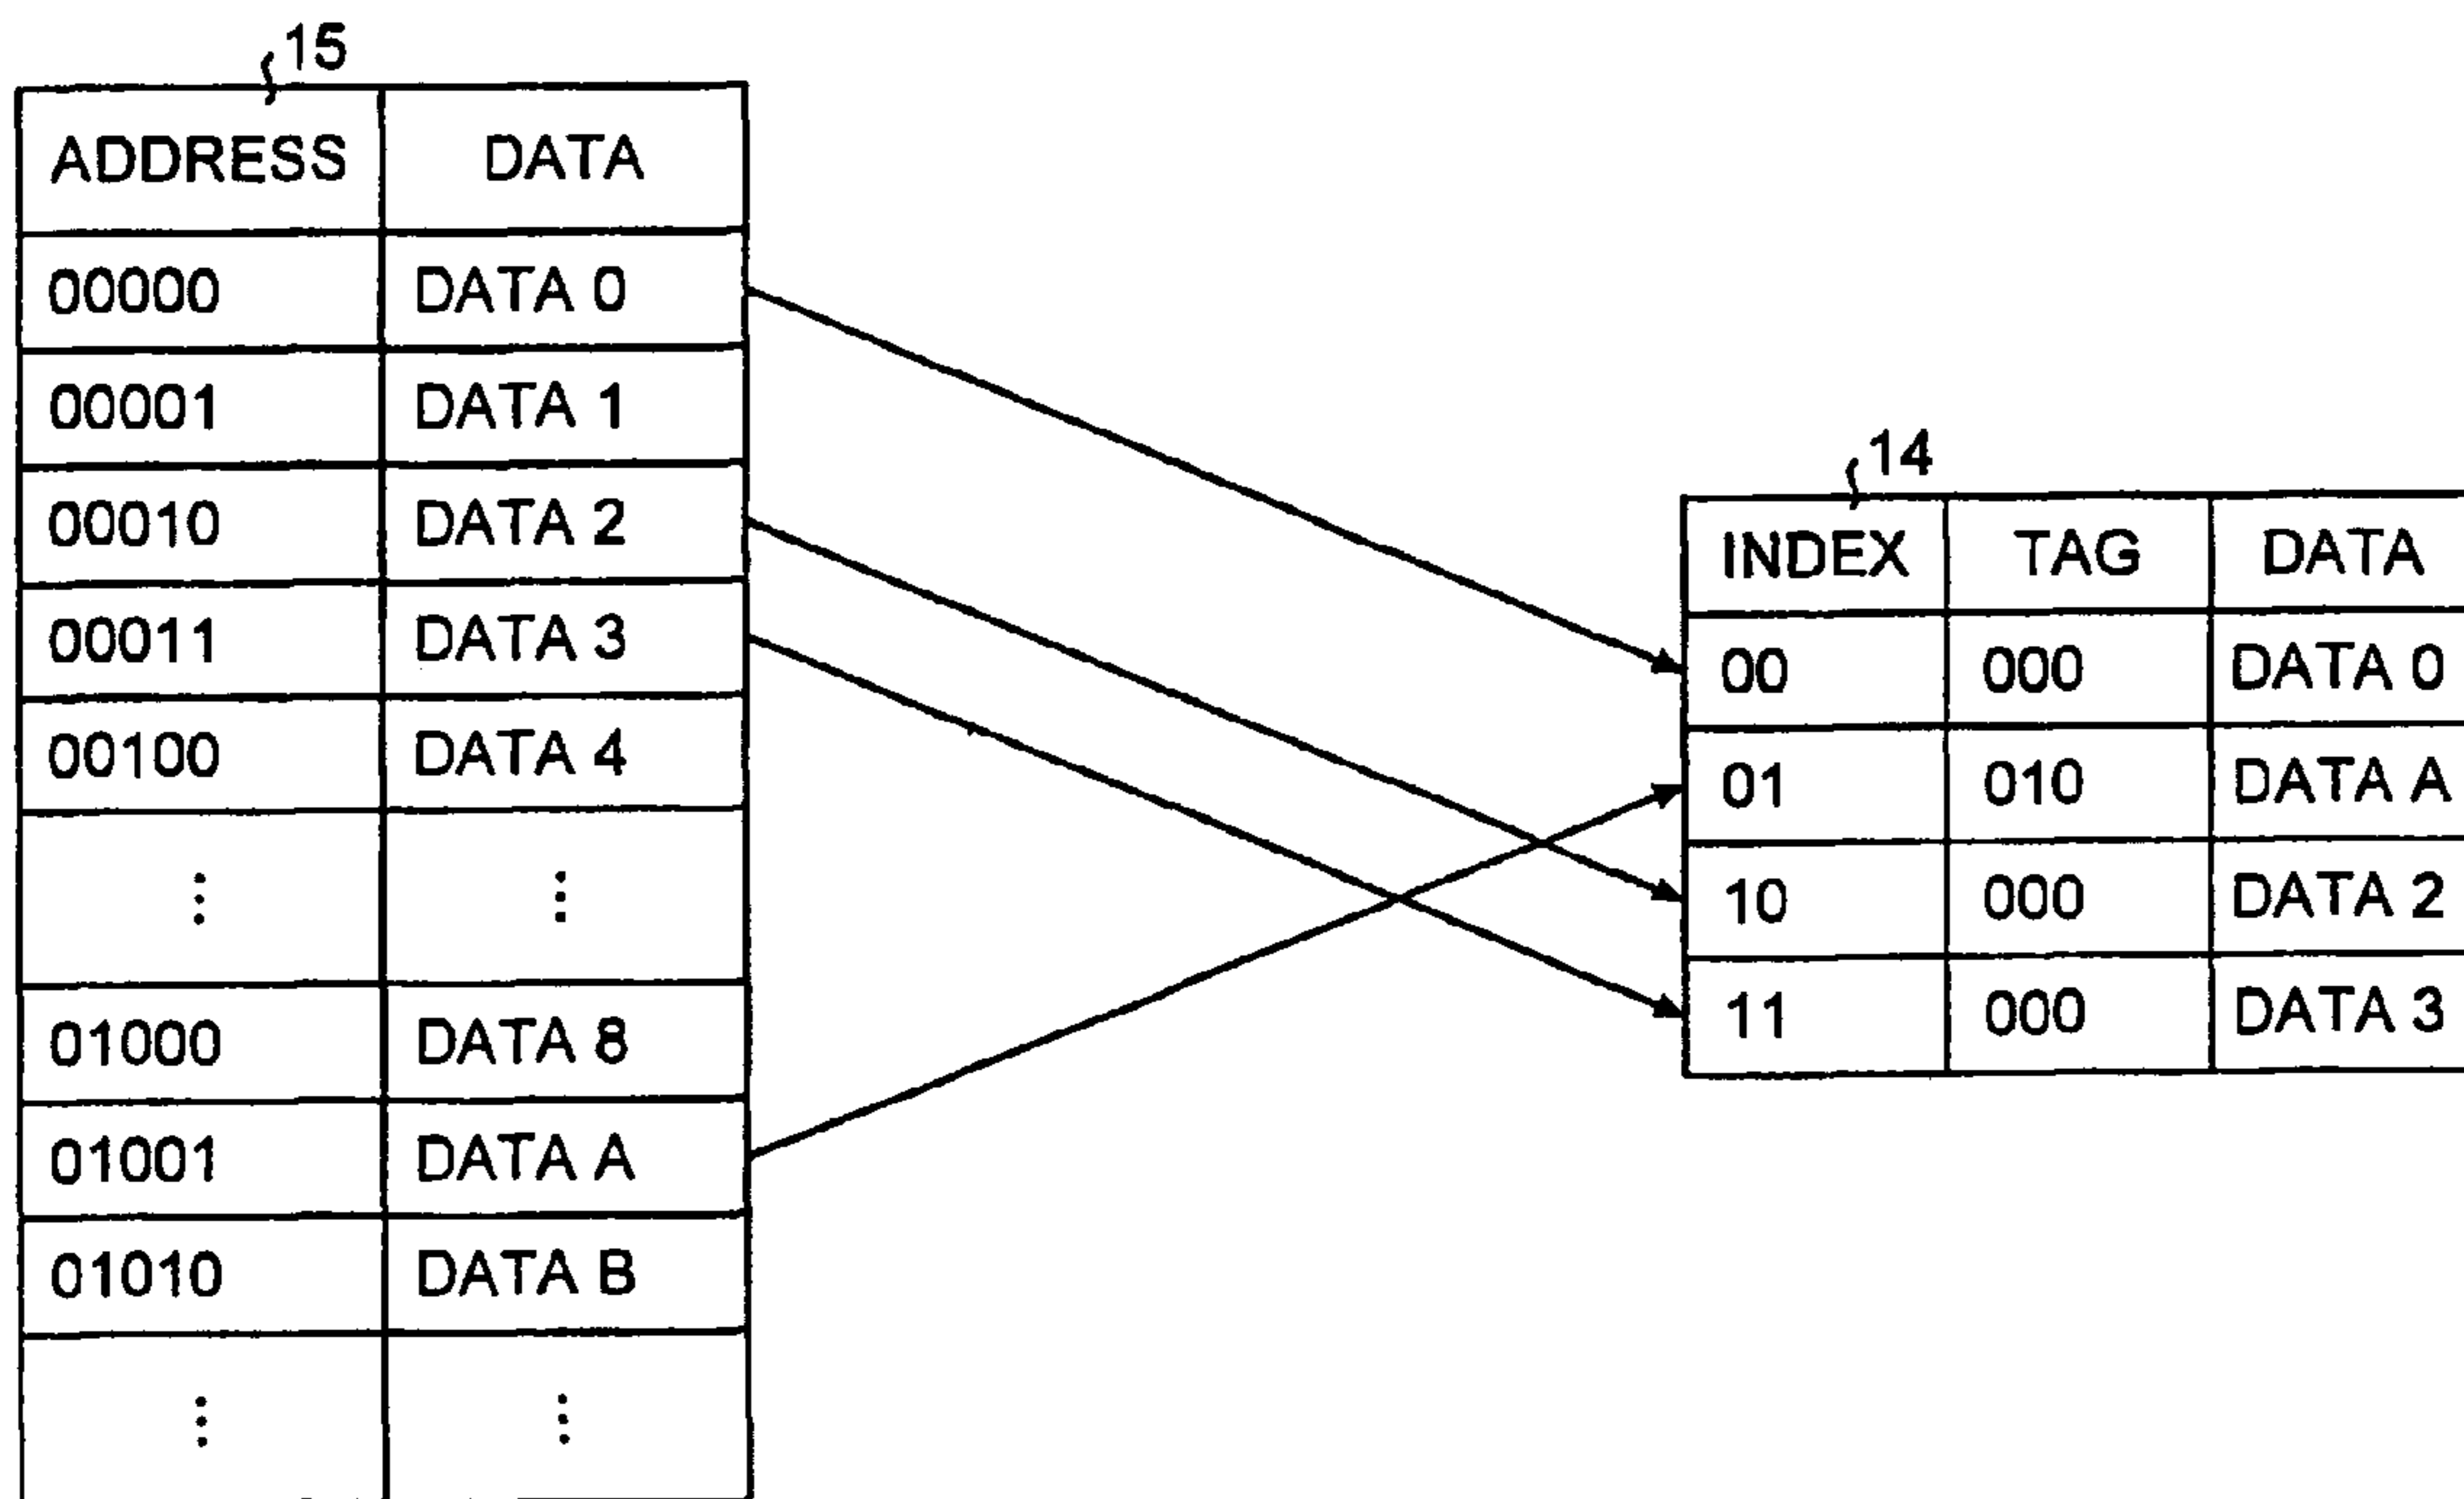 15
ADDRESS DATA
00000 DATA 0
00001 DATA 1
00010 DATA 2
00011 DATA 3
00100 DATA 4
⋮ ⋮
01000 DATA 8
01001 DATA A
01010 DATA B
⋮ ⋮
14
INDEX TAG DATA
00 000 DATA 0
01 010 DATA A
10 000 DATA 2
11 000 DATA 3